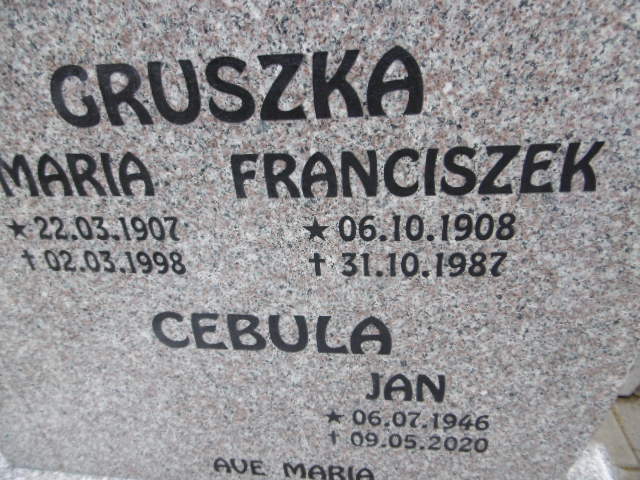 GRUSZKA
MARIA FRANCISZEK
★ 22.03.1907 ★ 06.10.1908
† 02.03.1998 † 31.10.1987
CEBULA
JAN
★ 06.07.1946
† 09.05.2020
AVE MARIA